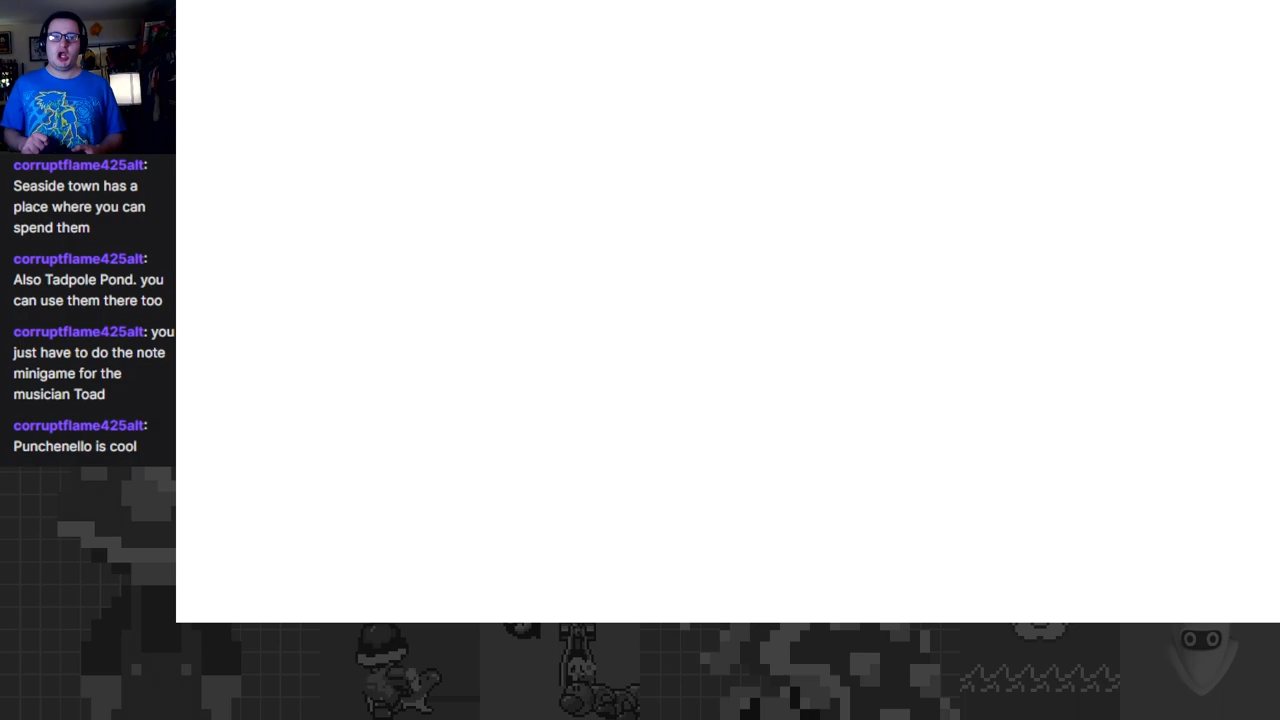 corruptflame425alt:
Seaside town has a
place where you can
spend them
corruptflame425alt:
Also Tadpole Pond. you
can use them there too
corruptflame425alt: you
just have to do the note
minigame for the
musician Toad
corruptflame425alt:
Punchenello is cool